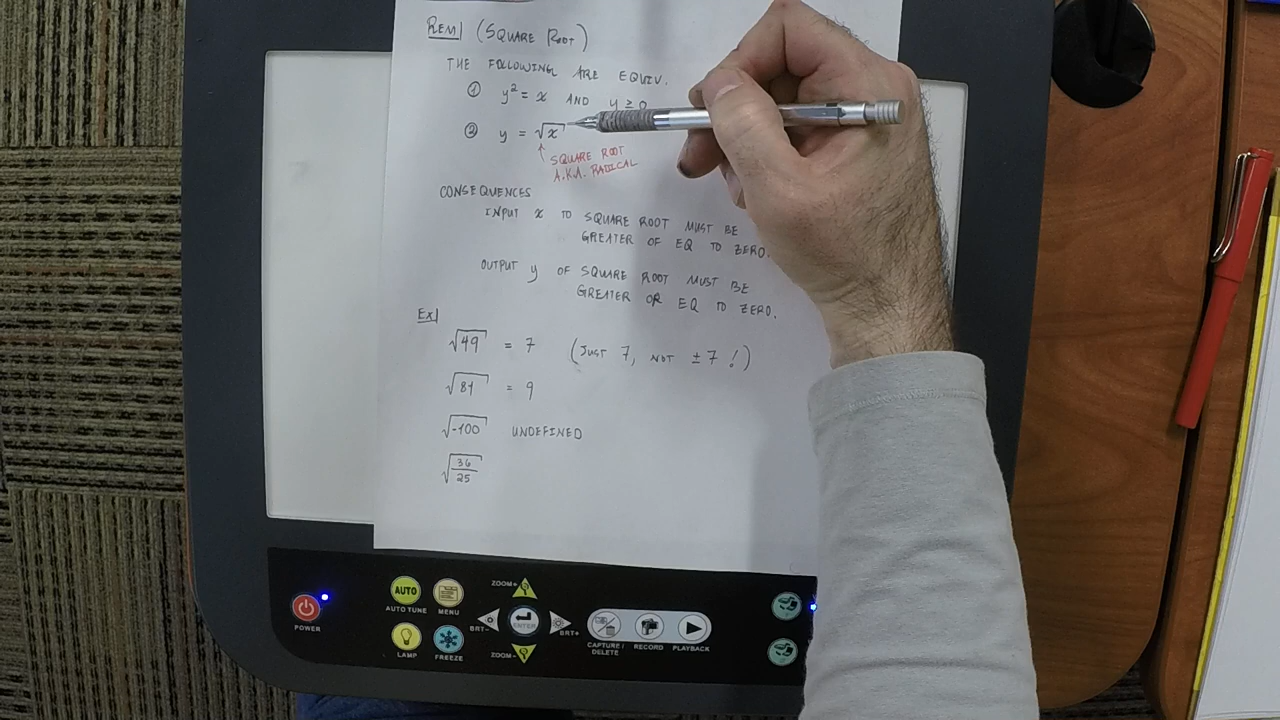 REM (SQUARE ROOT)
THE FOLLOWING ARE EQUIV.
① y² = x AND y ≥ 0
② y = √x
SQUARE ROOT
A.K.A. RADICAL
CONSEQUENCES
INPUT x TO SQUARE ROOT MUST BE
GREATER OF EQ TO ZERO.
OUTPUT y OF SQUARE ROOT MUST BE
GREATER OR EQ TO ZERO.
Ex
√49 = 7 (JUST 7, NOT ±7!)
√81 = 9
√-100 UNDEFINED
√(36/25)
POWER
AUTO
AUTO TUNE
MENU
LAMP
FREEZE
ZOOM+
BRT-
ENTER
BRT+
ZOOM-
CAPTURE /
DELETE
RECORD
PLAYBACK